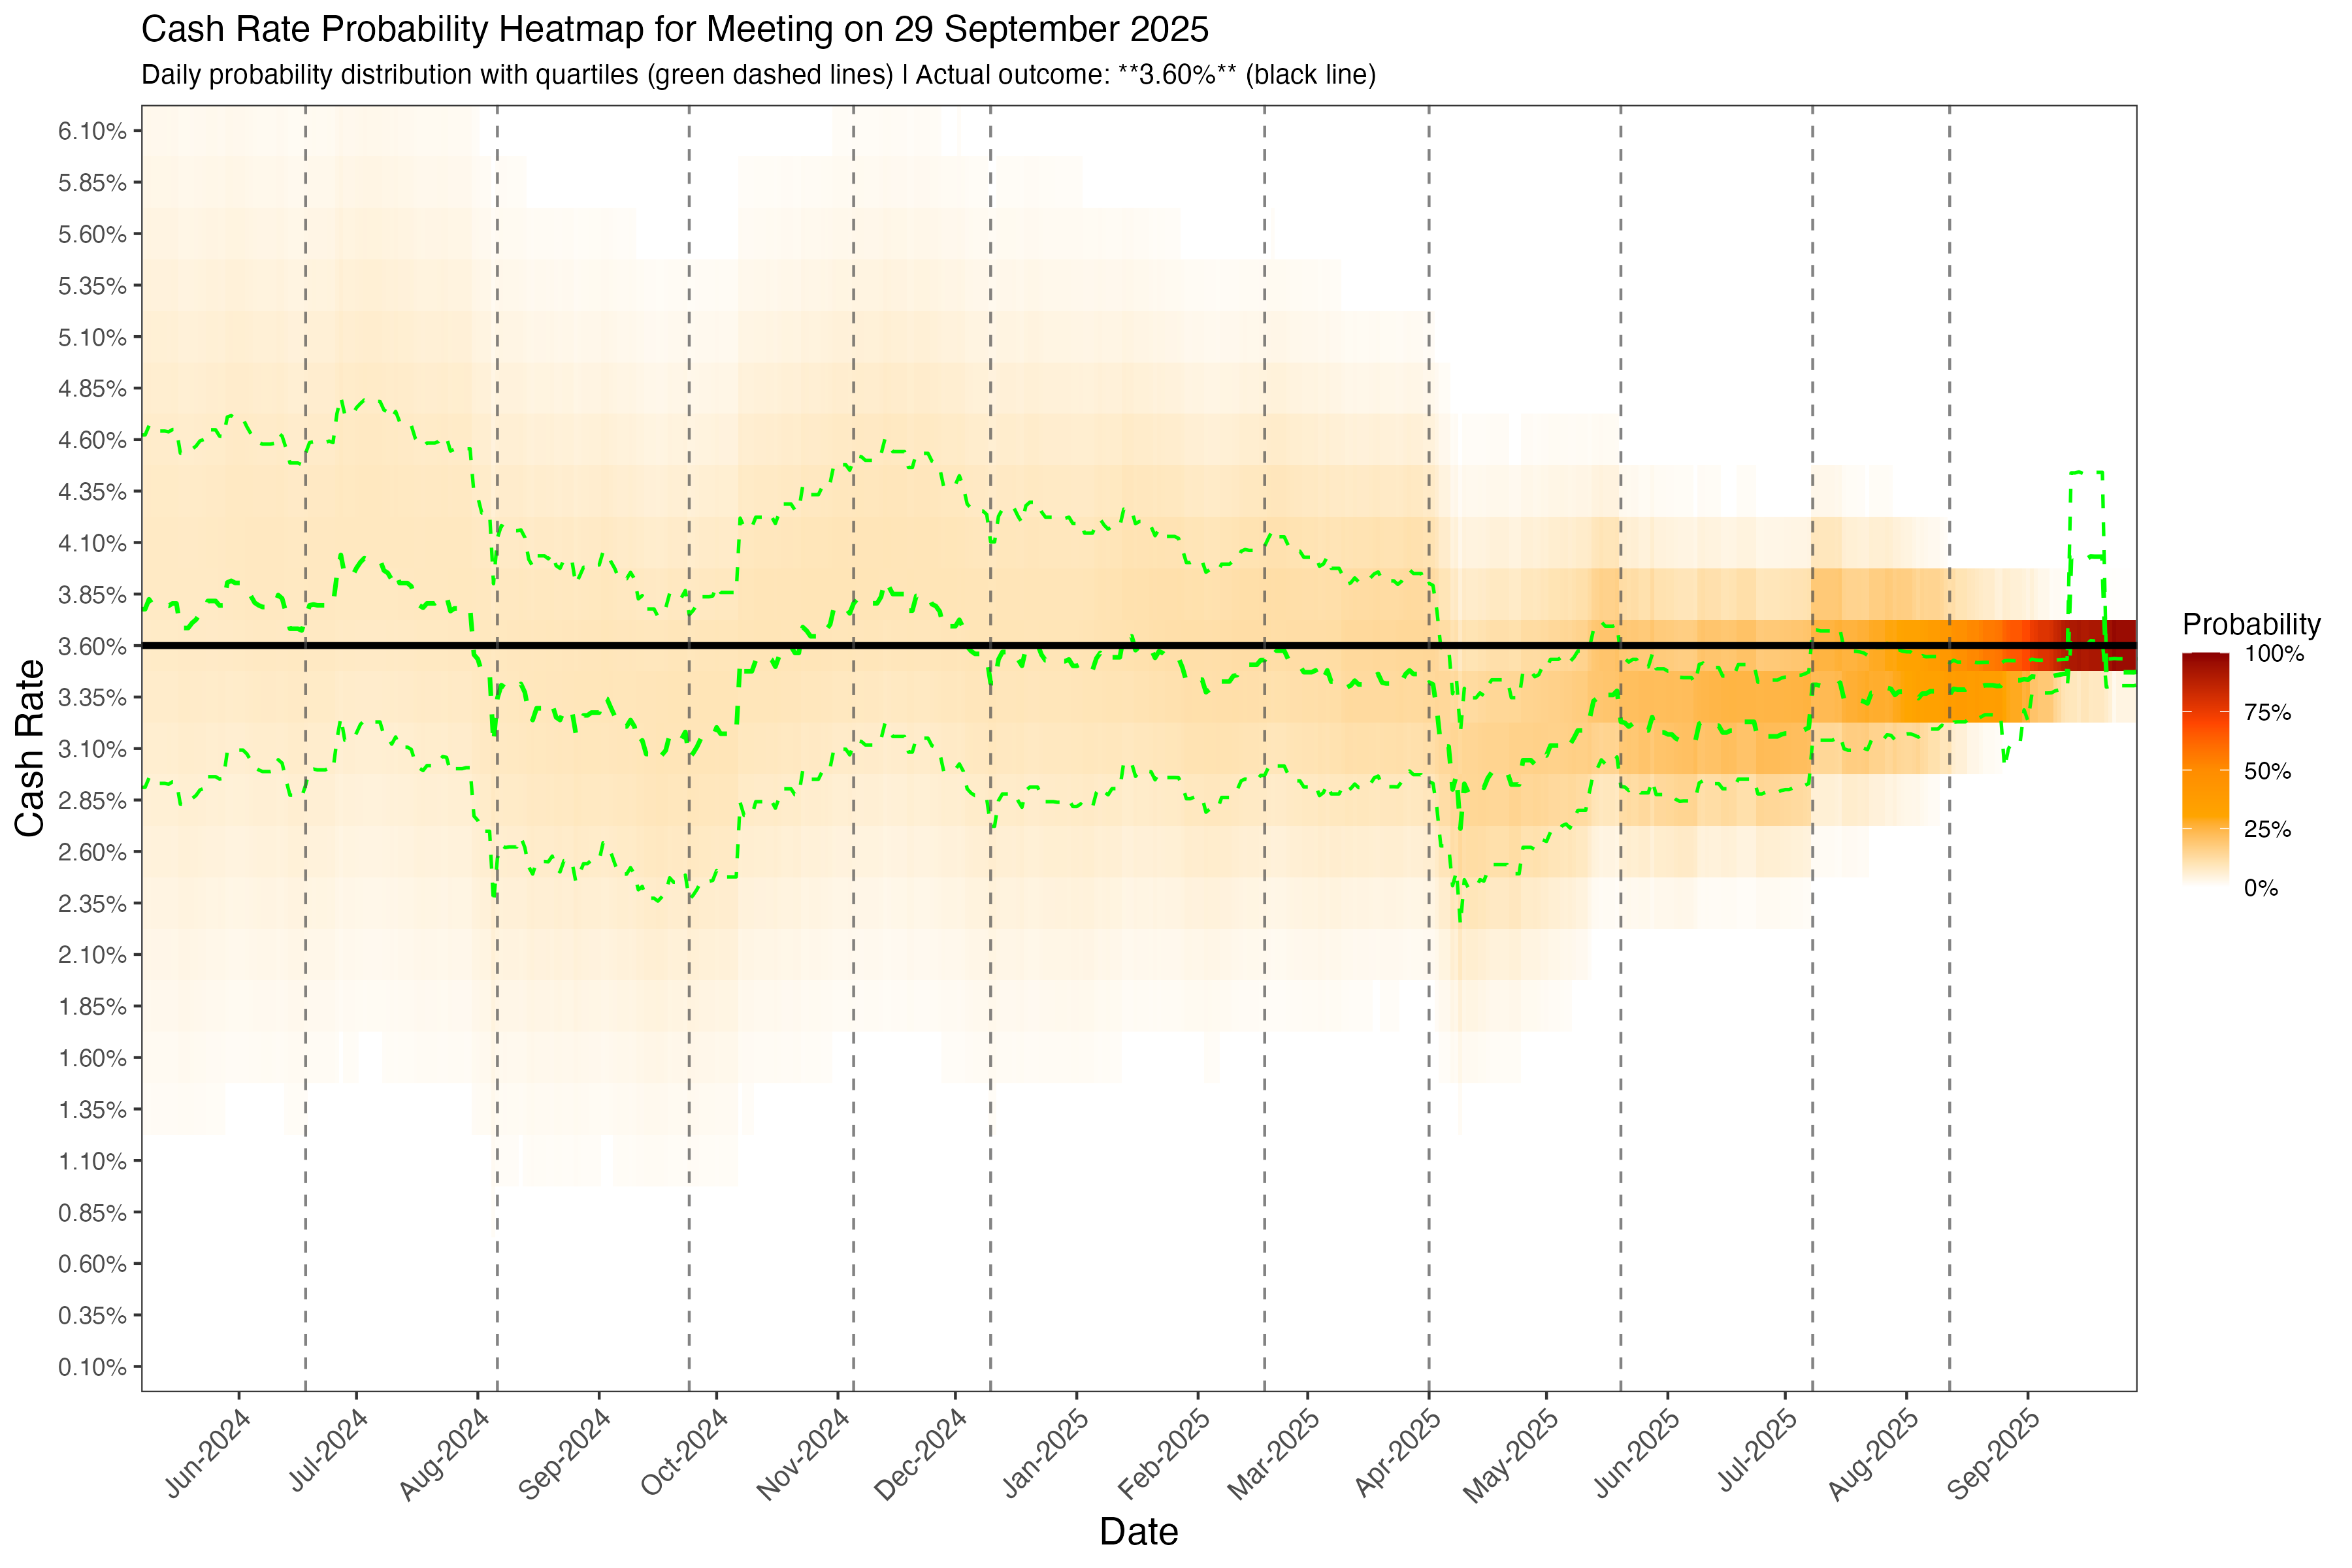 Cash Rate Probability Heatmap for Meeting on 29 September 2025
Daily probability distribution with quartiles (green dashed lines) | Actual outcome: **3.60%** (black line)
Cash Rate
6.10%
5.85%
5.60%
5.35%
5.10%
4.85%
4.60%
4.35%
4.10%
3.85%
3.60%
3.35%
3.10%
2.85%
2.60%
2.35%
2.10%
1.85%
1.60%
1.35%
1.10%
0.85%
0.60%
0.35%
0.10%
Jun-2024
Jul-2024
Aug-2024
Sep-2024
Oct-2024
Nov-2024
Dec-2024
Jan-2025
Feb-2025
Mar-2025
Apr-2025
May-2025
Jun-2025
Jul-2025
Aug-2025
Sep-2025
Date
Probability
100%
75%
50%
25%
0%